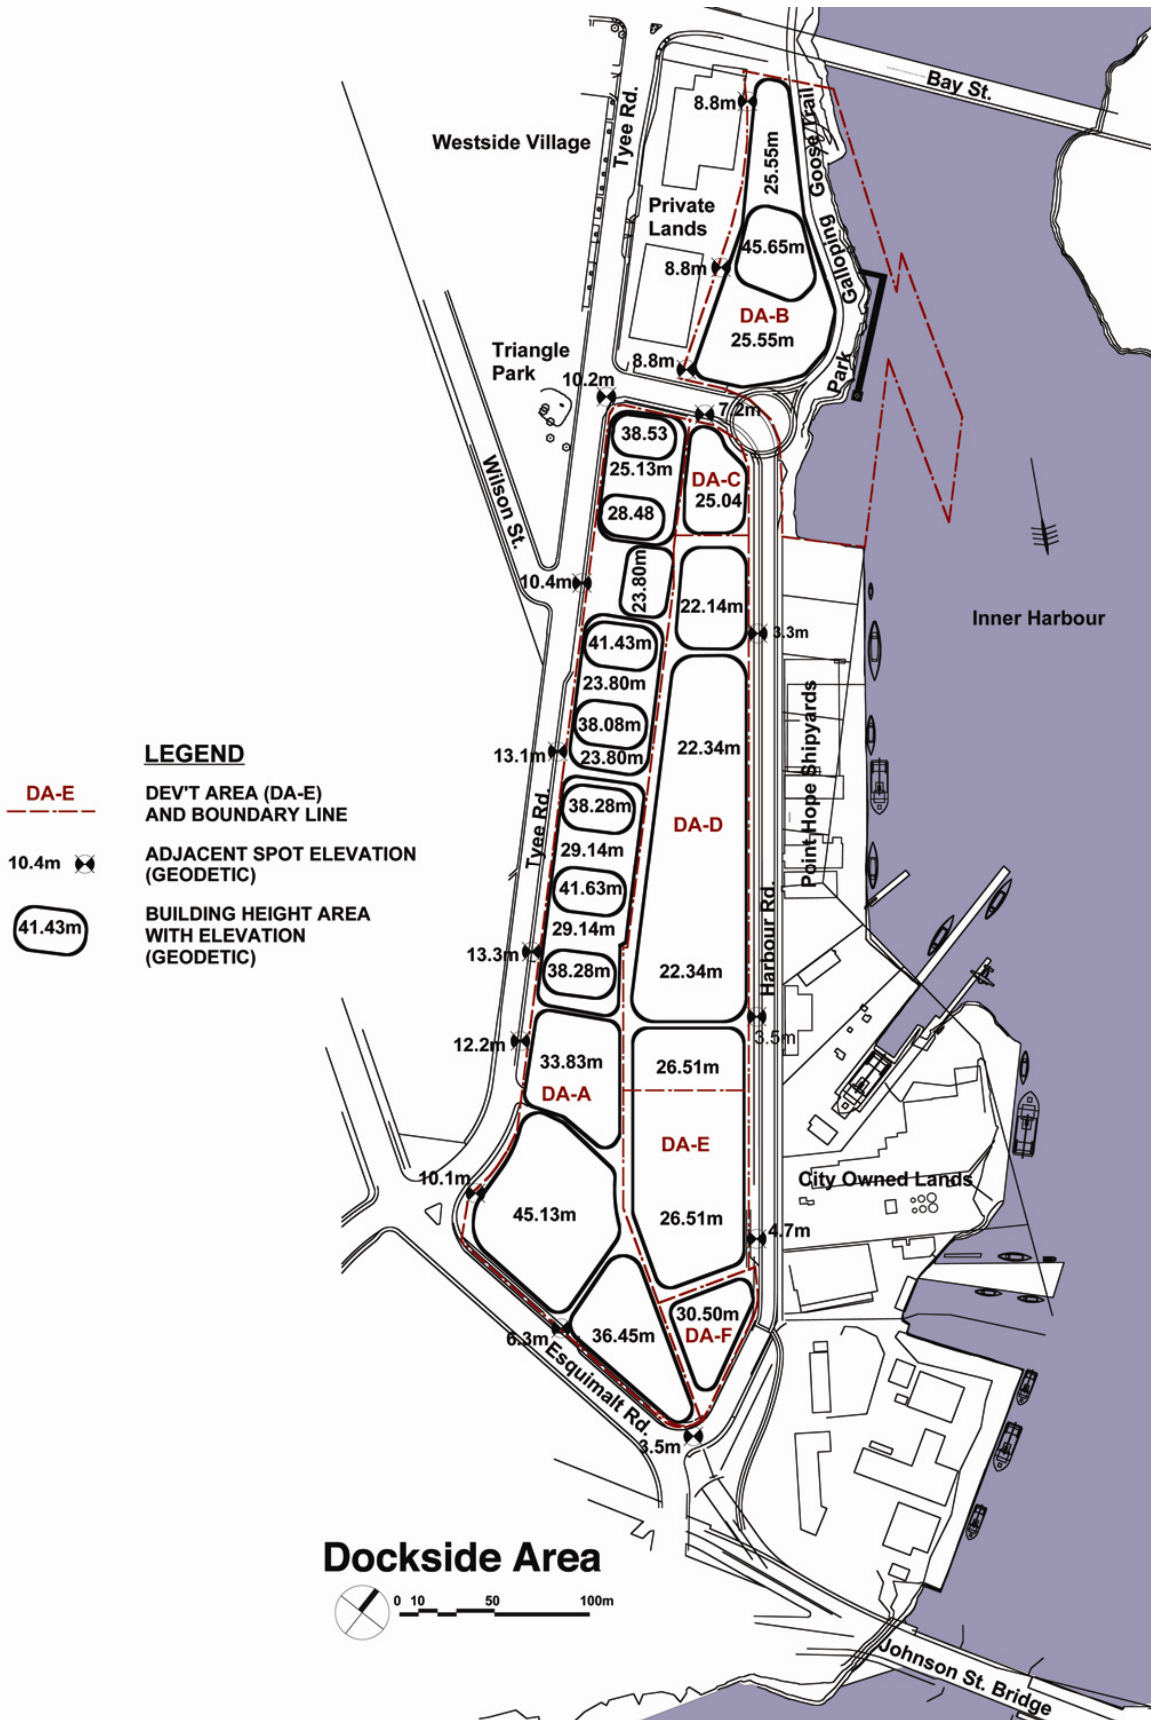 Bay St.
8.8m
Goose Trail
Tyee Rd.
25.55m
Westside Village
Private
Lands
45.65m
8.8m
Galloping
DA-B
25.55m
Triangle
Park
8.8m
Park
10.2m
7.2m
38.53
25.13m
DA-C
25.04
28.48
Wilson St.
10.4m
23.80m
22.14m
3.3m
Inner Harbour
41.43m
23.80m
38.08m
23.80m
22.34m
Point Hope Shipyards
13.1m
LEGEND
DA-E
DEV'T AREA (DA-E)
AND BOUNDARY LINE
10.4m
ADJACENT SPOT ELEVATION
(GEODETIC)
41.43m
BUILDING HEIGHT AREA
WITH ELEVATION
(GEODETIC)
Tyee Rd.
38.28m
29.14m
DA-D
41.63m
29.14m
Harbour Rd.
13.3m
38.28m
22.34m
3.5m
12.2m
33.83m
DA-A
26.51m
DA-E
10.1m
City Owned Lands
45.13m
26.51m
4.7m
6.3m
36.45m
30.50m
DA-F
Esquimalt Rd.
3.5m
Dockside Area
0 10 50 100m
Johnson St. Bridge